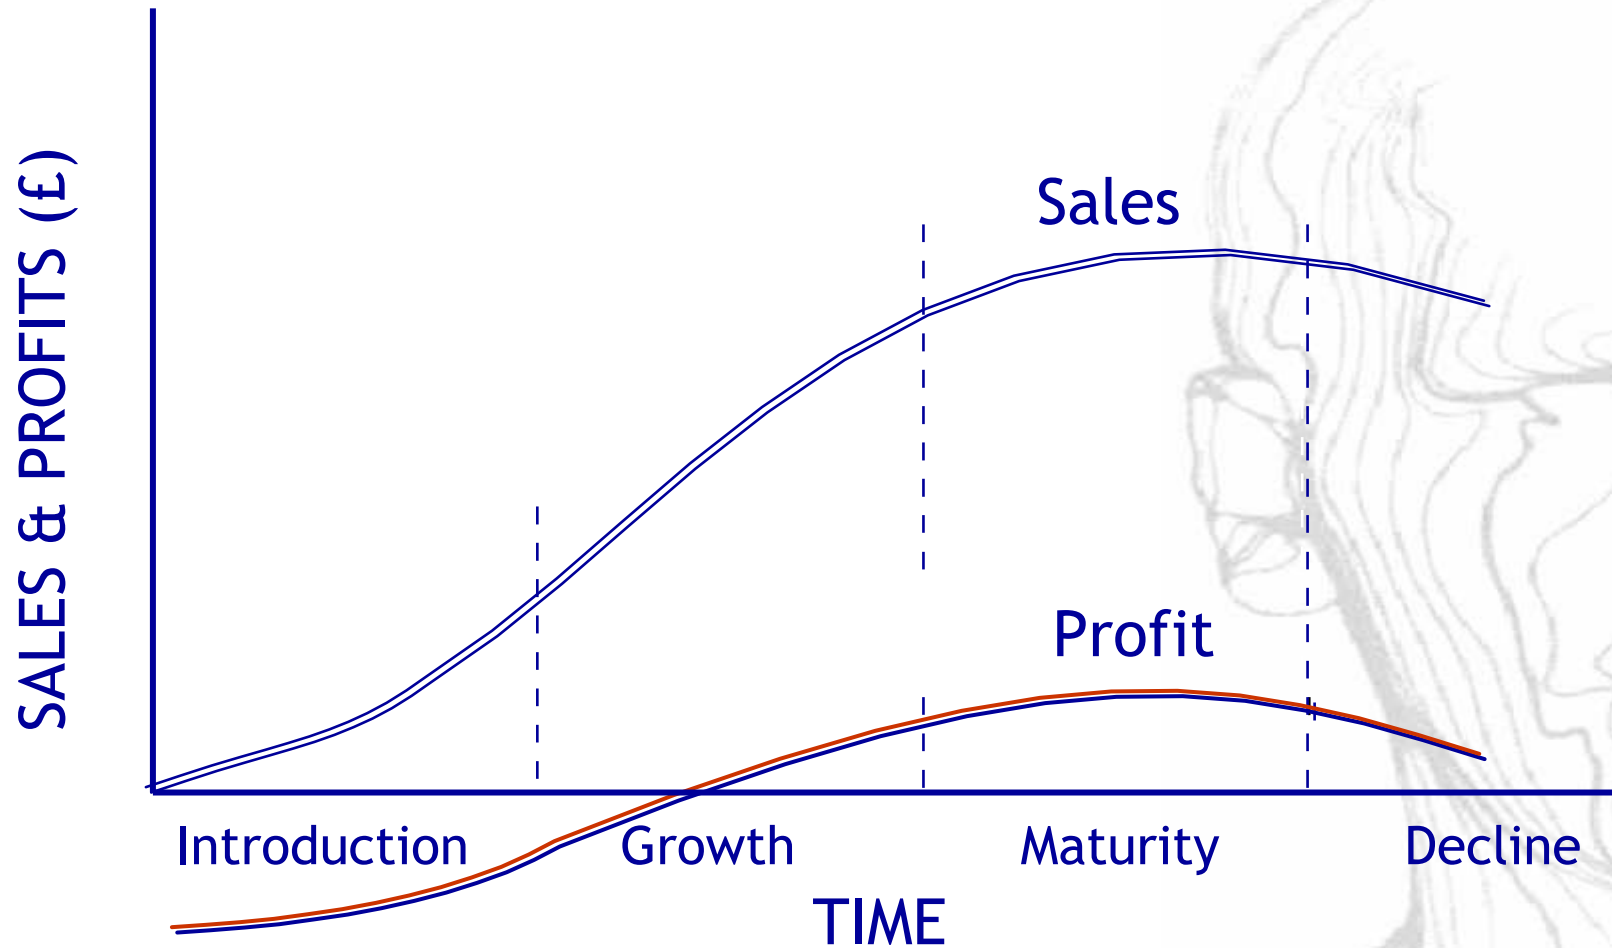 SALES & PROFITS (£)
Sales
Profit
Introduction Growth Maturity Decline
TIME